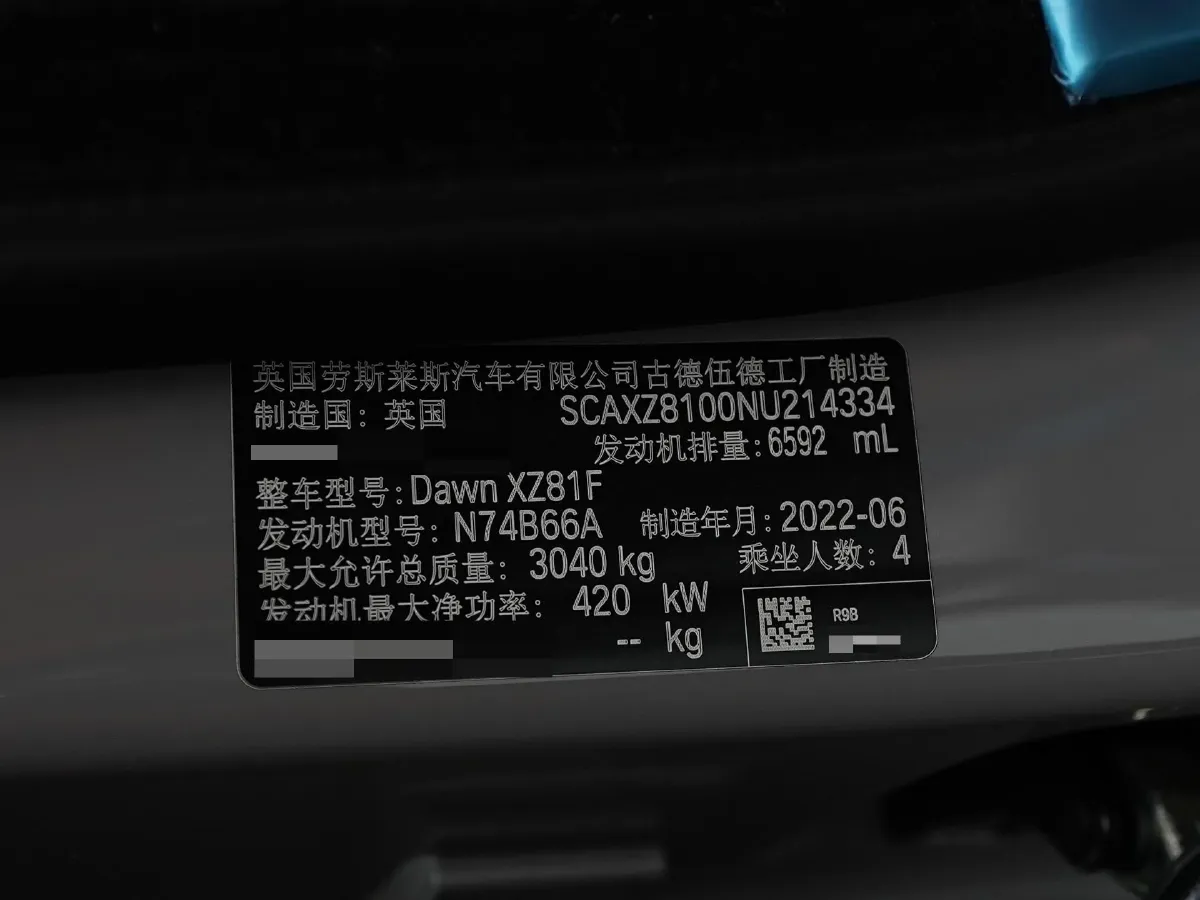 英国劳斯莱斯汽车有限公司古德伍德工厂制造
制造国：英国 SCAXZ8100NU214334
发动机排量：6592 mL
整车型号：Dawn XZ81F
发动机型号：N74B66A 制造年月：2022-06
最大允许总质量：3040 kg 乘坐人数：4
发动机最大净功率：420 kW
-- kg
R9B